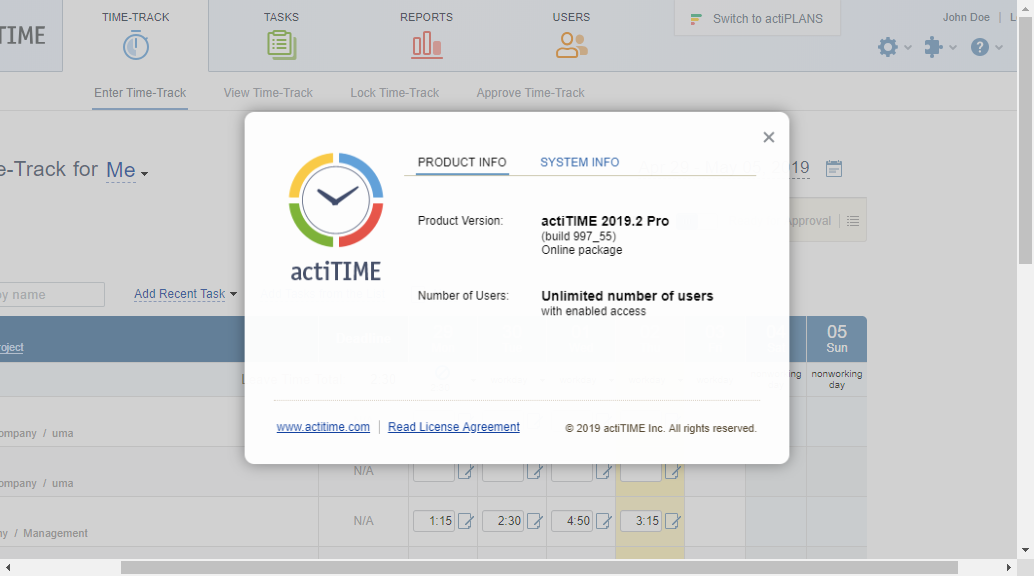 TIME
TIME-TRACK
TASKS
REPORTS
USERS
Switch to actiPLANS
John Doe
Enter Time-Track
View Time-Track
Lock Time-Track
Approve Time-Track
e-Track for Me
2019
PRODUCT INFO
SYSTEM INFO
actiTIME
Product Version:
actiTIME 2019.2 Pro
(build 997_55)
Online package
Approval
Number of Users:
Unlimited number of users
with enabled access
by name
Add Recent Task
roject
05
Sun
nonworking
day
ompany / uma
www.actitime.com
Read License Agreement
© 2019 actiTIME Inc. All rights reserved.
N/A
ompany / uma
N/A
1:15
2:30
4:50
3:15
ny / Management